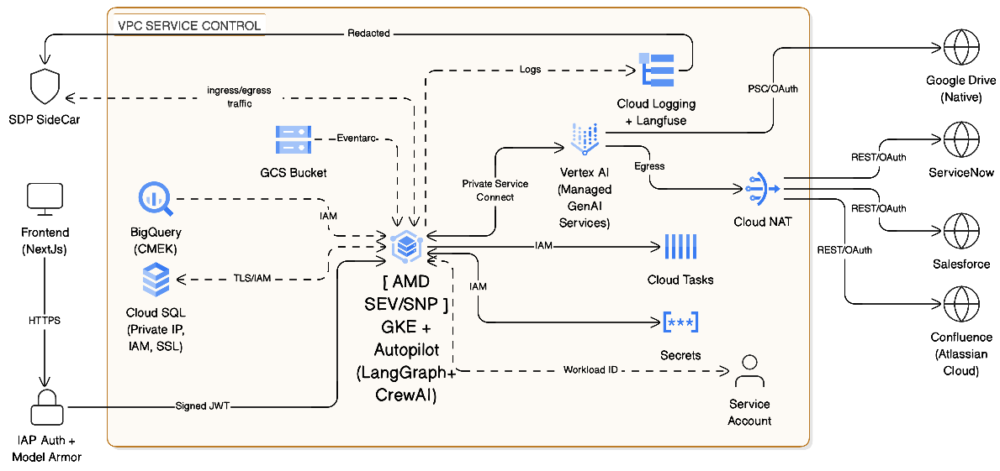 VPC SERVICE CONTROL
Redacted
SDP SideCar
ingress/egress
traffic
Logs
Cloud Logging
+ Langfuse
PSC/OAuth
Google Drive
(Native)
GCS Bucket
Eventarc
Private Service
Connect
Vertex AI
(Managed
GenAI
Services)
Egress
Cloud NAT
REST/OAuth
ServiceNow
REST/OAuth
Salesforce
REST/OAuth
Confluence
(Atlassian
Cloud)
Frontend
(NextJs)
HTTPS
IAP Auth +
Model Armor
Signed JWT
BigQuery
(CMEK)
IAM
Cloud SQL
(Private IP,
IAM, SSL)
TLS/IAM
[ AMD
SEV/SNP ]
GKE +
Autopilot
(LangGraph+
CrewAI)
IAM
Cloud Tasks
IAM
[***]
Secrets
Workload ID
Service
Account